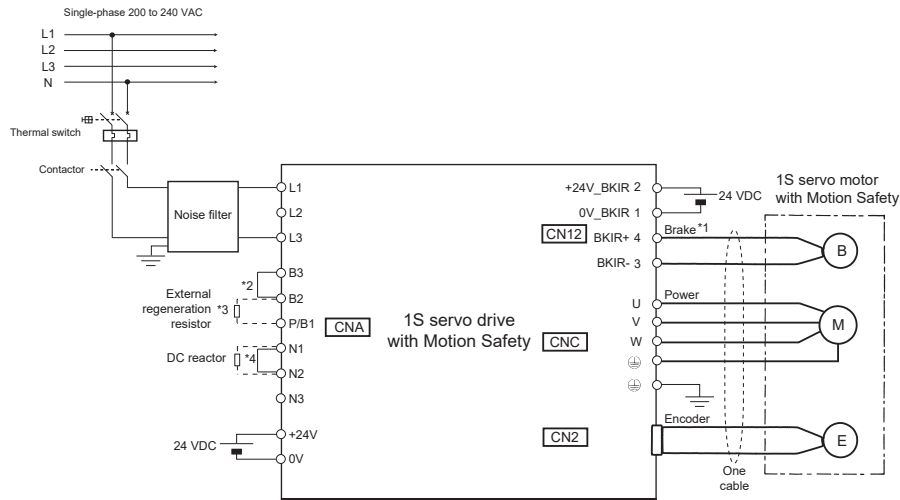 Single-phase 200 to 240 VAC
L1
L2
L3
N
Thermal switch
Contactor
Noise filter
L1
L2
L3
B3
*2
B2
External
regeneration *3
resistor
P/B1
CNA
N1
DC reactor
*4
N2
N3
+24V
24 VDC
0V
1S servo drive
with Motion Safety
+24V_BKIR 2
0V_BKIR 1
CN12
BKIR+ 4
BKIR- 3
24 VDC
Brake*1
1S servo motor
with Motion Safety
B
U
Power
V
W
CNC
M
Encoder
CN2
E
One
cable